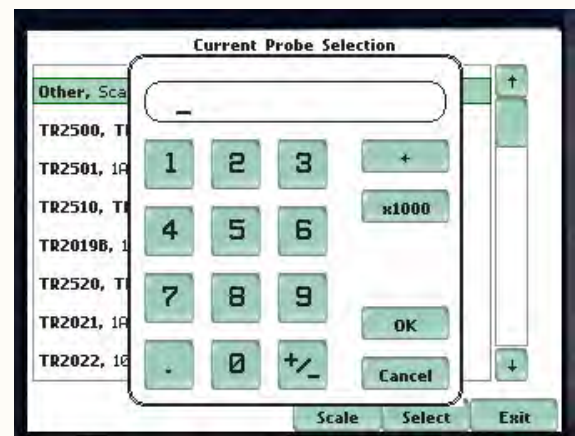 Current Probe Selection
Other, Sca
TR2500, T
TR2501, 1A
TR2510, T
TR2019B, 1
TR2520, T
TR2021, 1A
TR2022, 10
_
1 2 3
4 5 6
7 8 9
. 0 +/_
x1000
OK
Cancel
Scale Select Exit